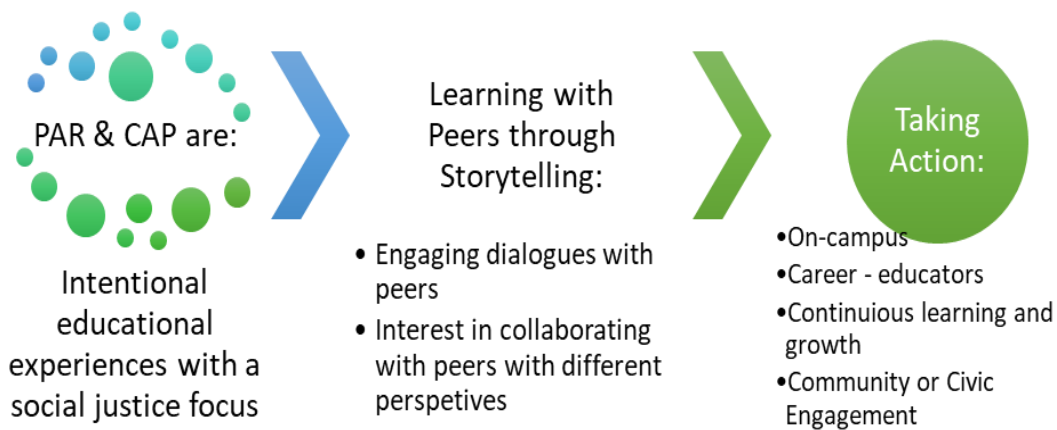 PAR & CAP are:
Intentional
educational
experiences with a
social justice focus
Learning with
Peers through
Storytelling:
• Engaging dialogues with
peers
• Interest in collaborating
with peers with different
perspetives
Taking
Action:
•On-campus
•Career - educators
•Continuious learning and
growth
•Community or Civic
Engagement